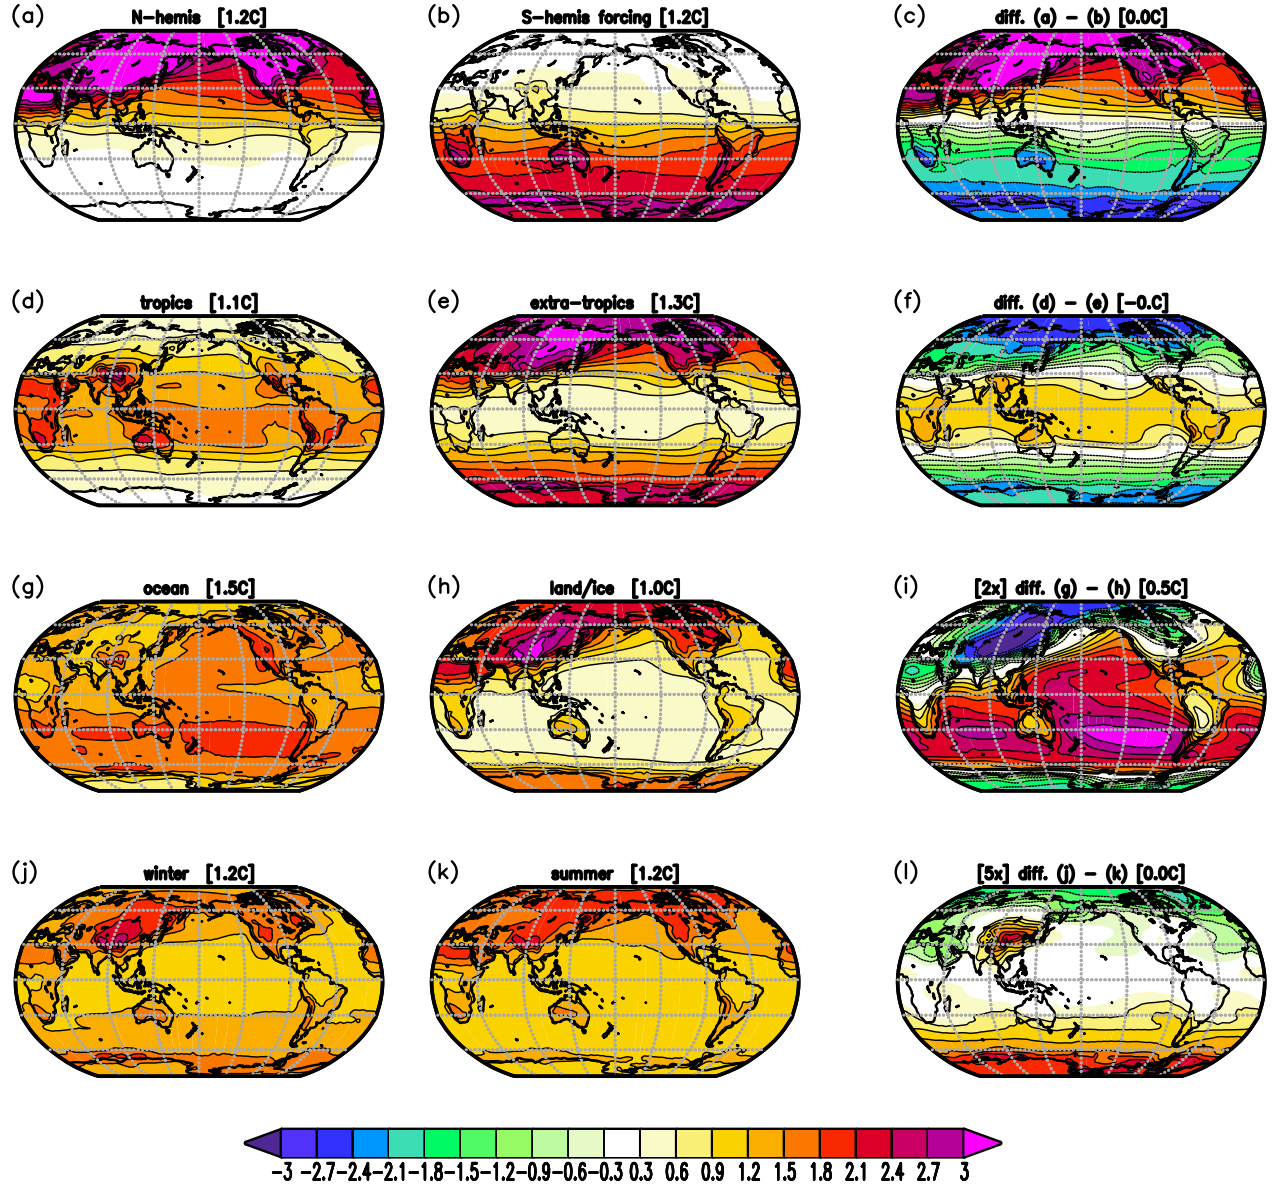 (a) N-hemis [1.2C]
(b) S-hemis forcing [1.2C]
(c) diff. (a) - (b) [0.0C]
(d) tropics [1.1C]
(e) extra-tropics [1.3C]
(f) diff. (d) - (e) [-0.C]
(g) ocean [1.5C]
(h) land/ice [1.0C]
(i) [2x] diff. (g) - (h) [0.5C]
(j) winter [1.2C]
(k) summer [1.2C]
(l) [5x] diff. (j) - (k) [0.0C]
-3 -2.7 -2.4 -2.1 -1.8 -1.5 -1.2 -0.9 -0.6 -0.3 0.3 0.6 0.9 1.2 1.5 1.8 2.1 2.4 2.7 3